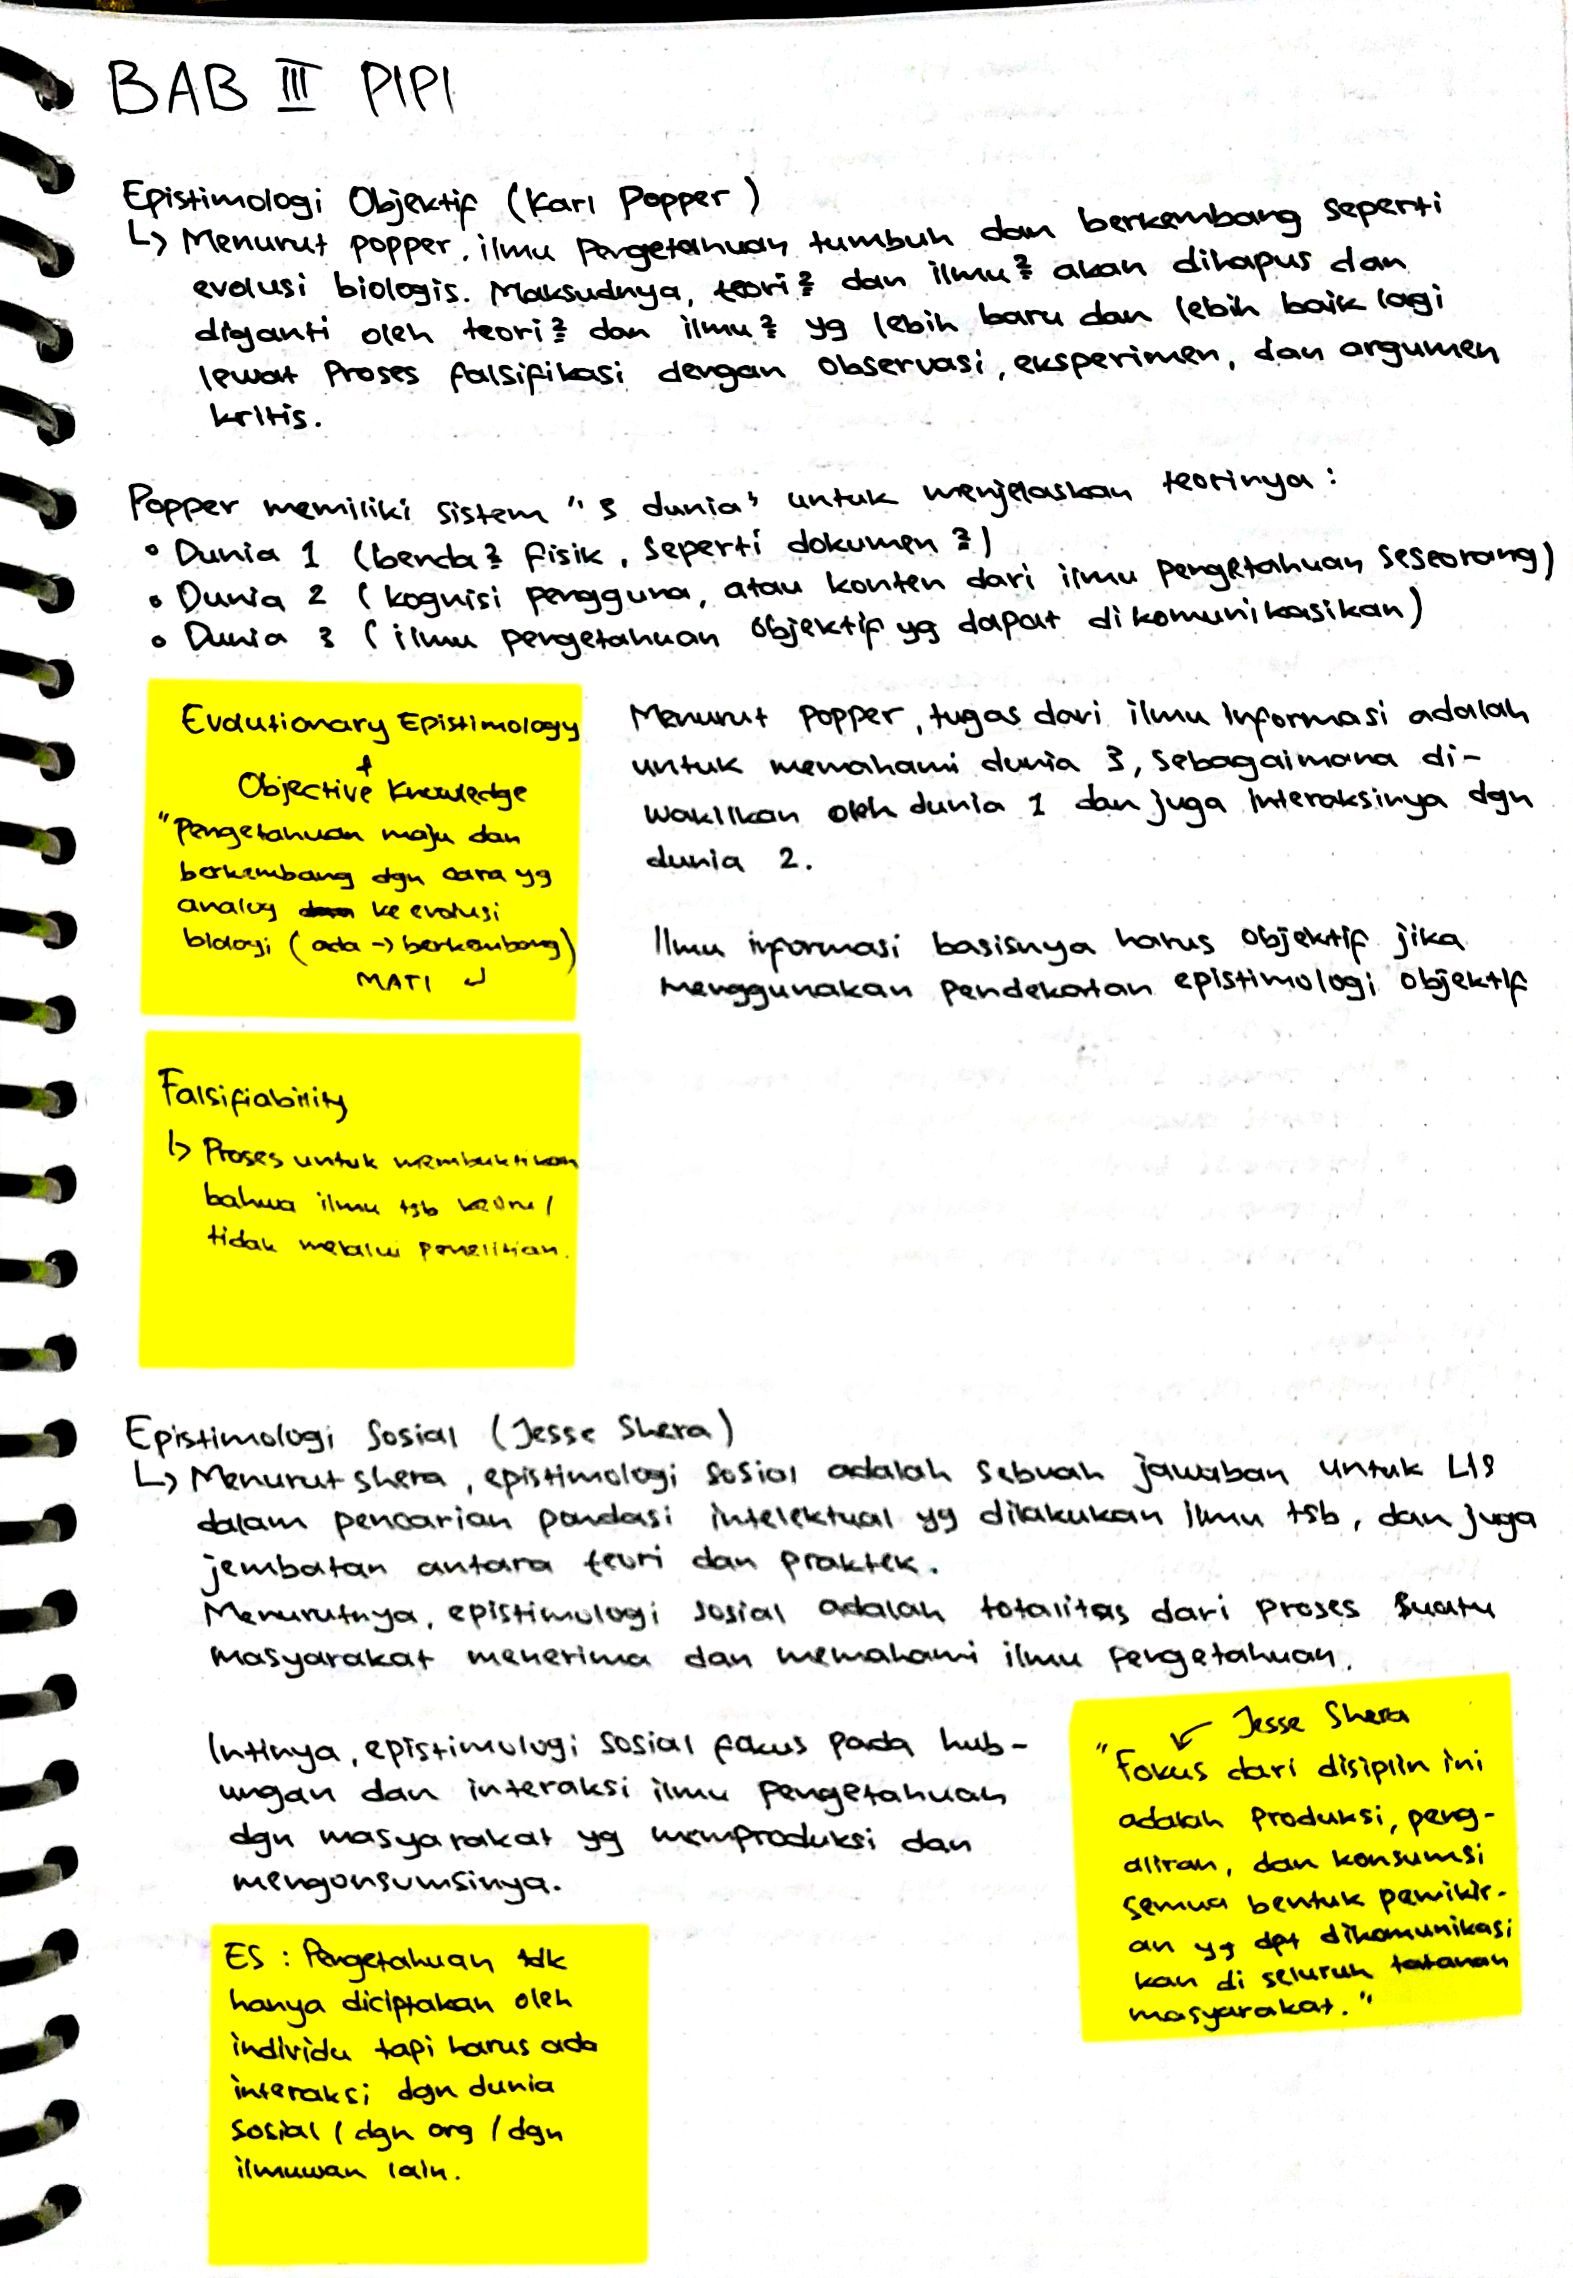 BAB III PIPI
Epistimologi Objektif (Karl Popper)
↳ Menurut popper, ilmu Pengetahuan tumbuh dan berkembang seperti
evolusi biologis. Maksudnya, teori2 dan ilmu2 akan dihapus dan
diganti oleh teori2 dan ilmu2 yg lebih baru dan lebih baik lagi
lewat Proses falsifikasi dengan observasi, eksperimen, dan argumen
kritis.
Popper memiliki sistem "3 dunia" untuk menjelaskan teorinya :
• Dunia 1 (benda2 fisik, seperti dokumen2)
• Dunia 2 (kognisi pengguna, atau konten dari ilmu pengetahuan seseorang)
• Dunia 3 (ilmu pengetahuan objektif yg dapat dikomunikasikan)
Evolutionary Epistimology
+
Objective Knowledge
"Pengetahuan maju dan
berkembang dgn cara yg
analog ke evolusi
biologi (ada -> berkembang)
MATI ↵
Menurut popper, tugas dari ilmu informasi adalah
untuk memahami dunia 3, sebagaimana di-
wakilkan oleh dunia 1 dan juga interaksinya dgn
dunia 2.
Ilmu informasi basisnya harus objektif jika
menggunakan pendekatan epistimologi objektif
Falsifiability
↳ Proses untuk membuktikan
bahwa ilmu tsb /
tidak melalui penelitian.
Epistimologi Sosial (Jesse Shera)
↳ Menurut shera, epistimologi sosial adalah sebuah jawaban untuk LIS
dalam pencarian pondasi intelektual yg dilakukan ilmu tsb, dan juga
jembatan antara teori dan praktek.
Menurutnya, epistimologi sosial adalah totalitas dari proses suatu
masyarakat menerima dan memahami ilmu pengetahuan.
Intinya, epistimologi sosial fokus pada hub-
ungan dan interaksi ilmu pengetahuan
dgn masyarakat yg memproduksi dan
mengonsumsinya.
↙ Jesse Shera
"Fokus dari disiplin ini
adalah produksi, peng-
aliran, dan konsumsi
semua bentuk pemikir-
an yg dpt dikomunikasi
kan di seluruh tatanan
masyarakat."
ES : Pengetahuan tdk
hanya diciptakan oleh
individu tapi harus ada
interaksi dgn dunia
sosial / dgn org / dgn
ilmuwan lain.